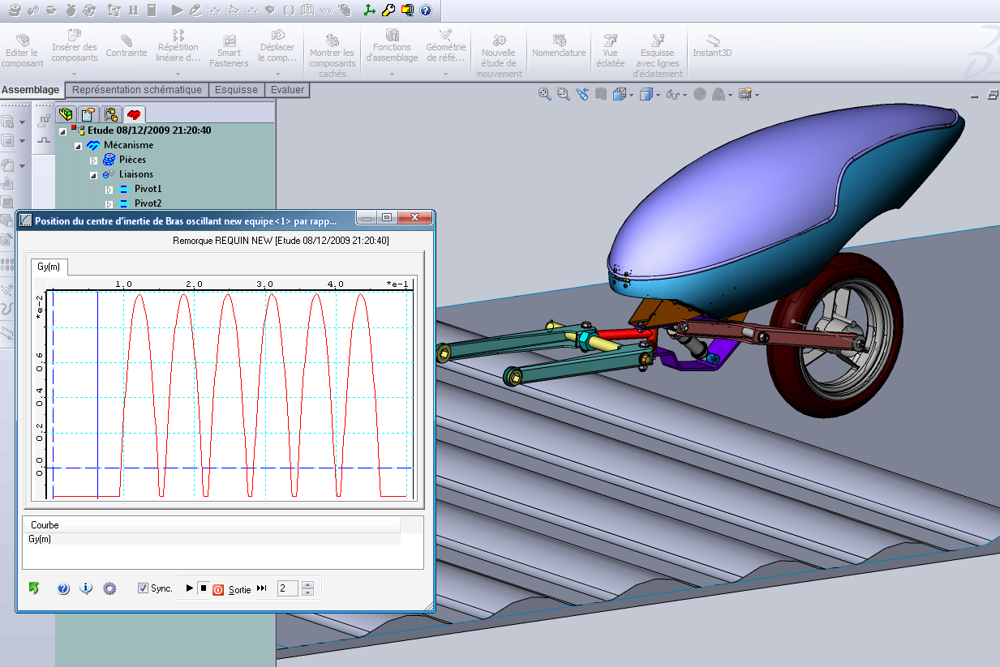 Editer le composant
Insérer des composants
Contrainte
Répétition linéaire d...
Smart Fasteners
Déplacer le comp...
Montrer les composants cachés
Fonctions d'assemblage
Géométrie de réfé...
Nouvelle étude de mouvement
Nomenclature
Vue éclatée
Esquisse avec lignes d'éclatement
Instant3D
Assemblage Représentation schématique Esquisse Evaluer
Etude 08/12/2009 21:20:40
Mécanisme
Pièces
Liaisons
Pivot1
Pivot2
Position du centre d'inertie de Bras oscillant new equipe<1> par rapp...
Remorque REQUIN NEW [Etude 08/12/2009 21:20:40]
Gy(m)
1.0 2.0 3.0 4.0 *e-1
*e-2
0.6
0.4
0.2
0.0
Courbe
Gy(m)
Sync. Sortie 2